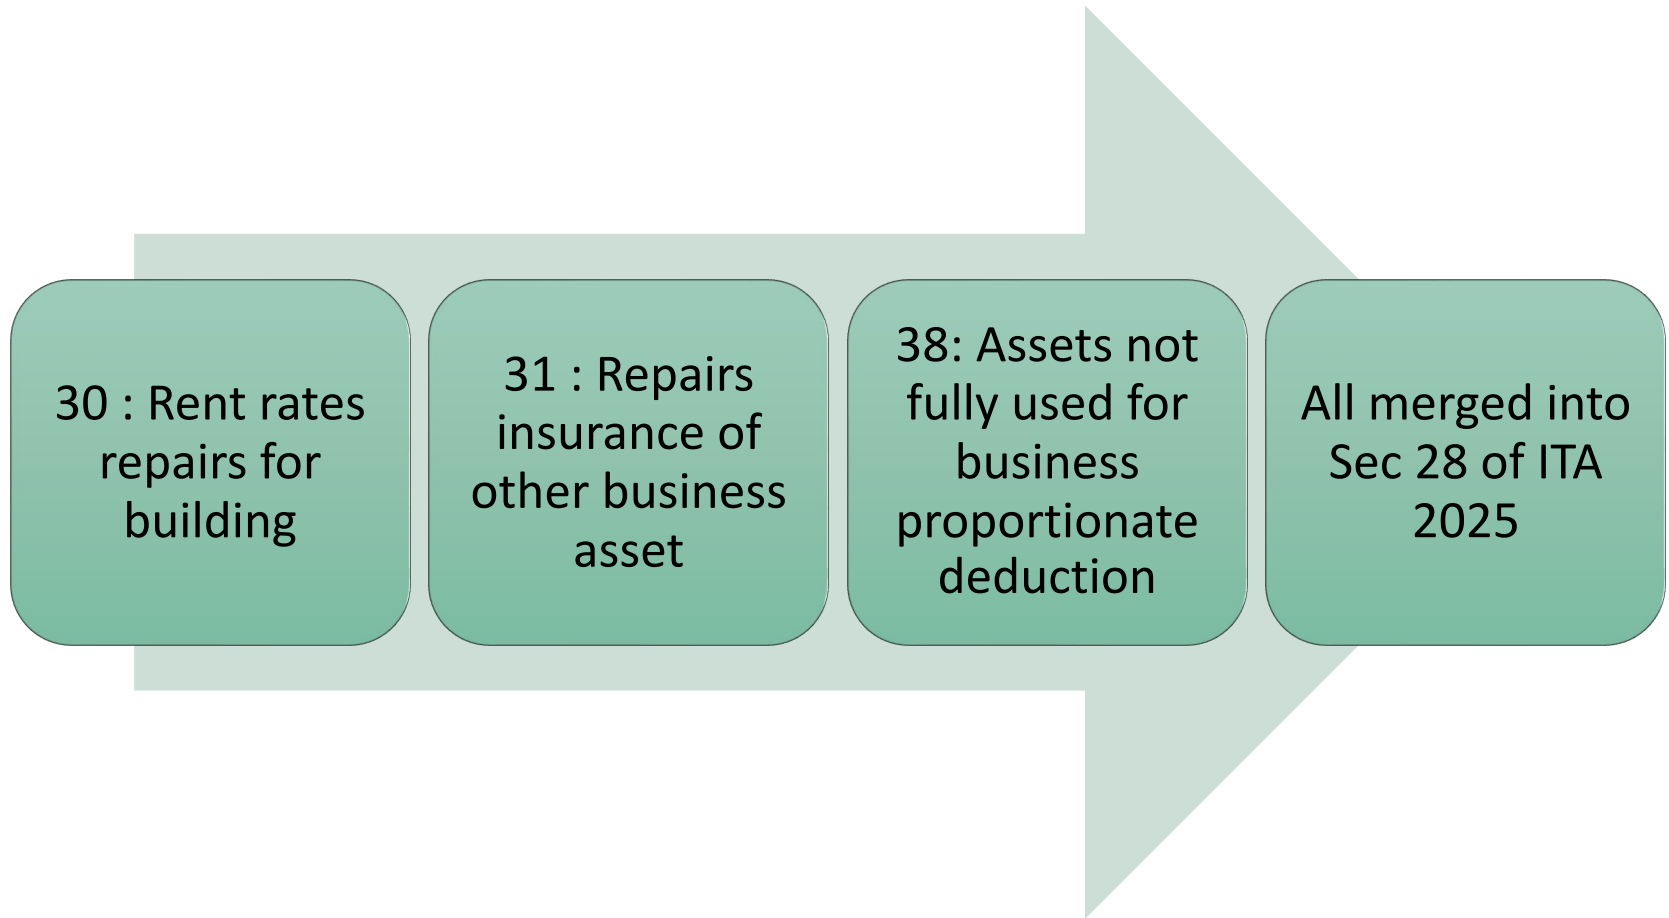 30 : Rent rates
repairs for
building
31 : Repairs
insurance of
other business
asset
38: Assets not
fully used for
business
proportionate
deduction
All merged into
Sec 28 of ITA
2025